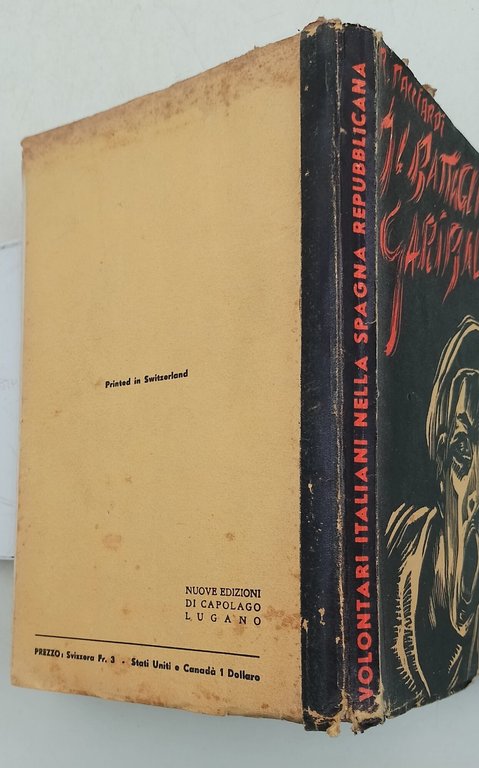 Printed in Switzerland
NUOVE EDIZIONI
DI CAPOLAGO
LUGANO
PREZZO: Svizzera Fr. 3 - Stati Uniti e Canadà 1 Dollaro
VOLONTARI ITALIANI NELLA SPAGNA REPUBBLICANA
PACCIARDI